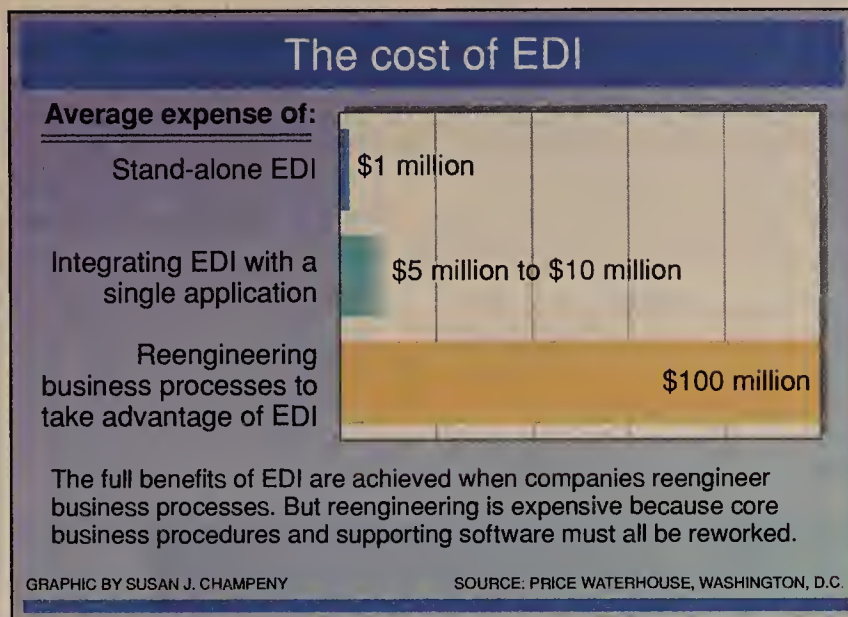 The cost of EDI
Average expense of:
Stand-alone EDI
$1 million
Integrating EDI with a
single application
$5 million to $10 million
Reengineering
business processes to
take advantage of EDI
$100 million
The full benefits of EDI are achieved when companies reengineer
business processes. But reengineering is expensive because core
business procedures and supporting software must all be reworked.
GRAPHIC BY SUSAN J. CHAMPENY
SOURCE: PRICE WATERHOUSE, WASHINGTON, D.C.